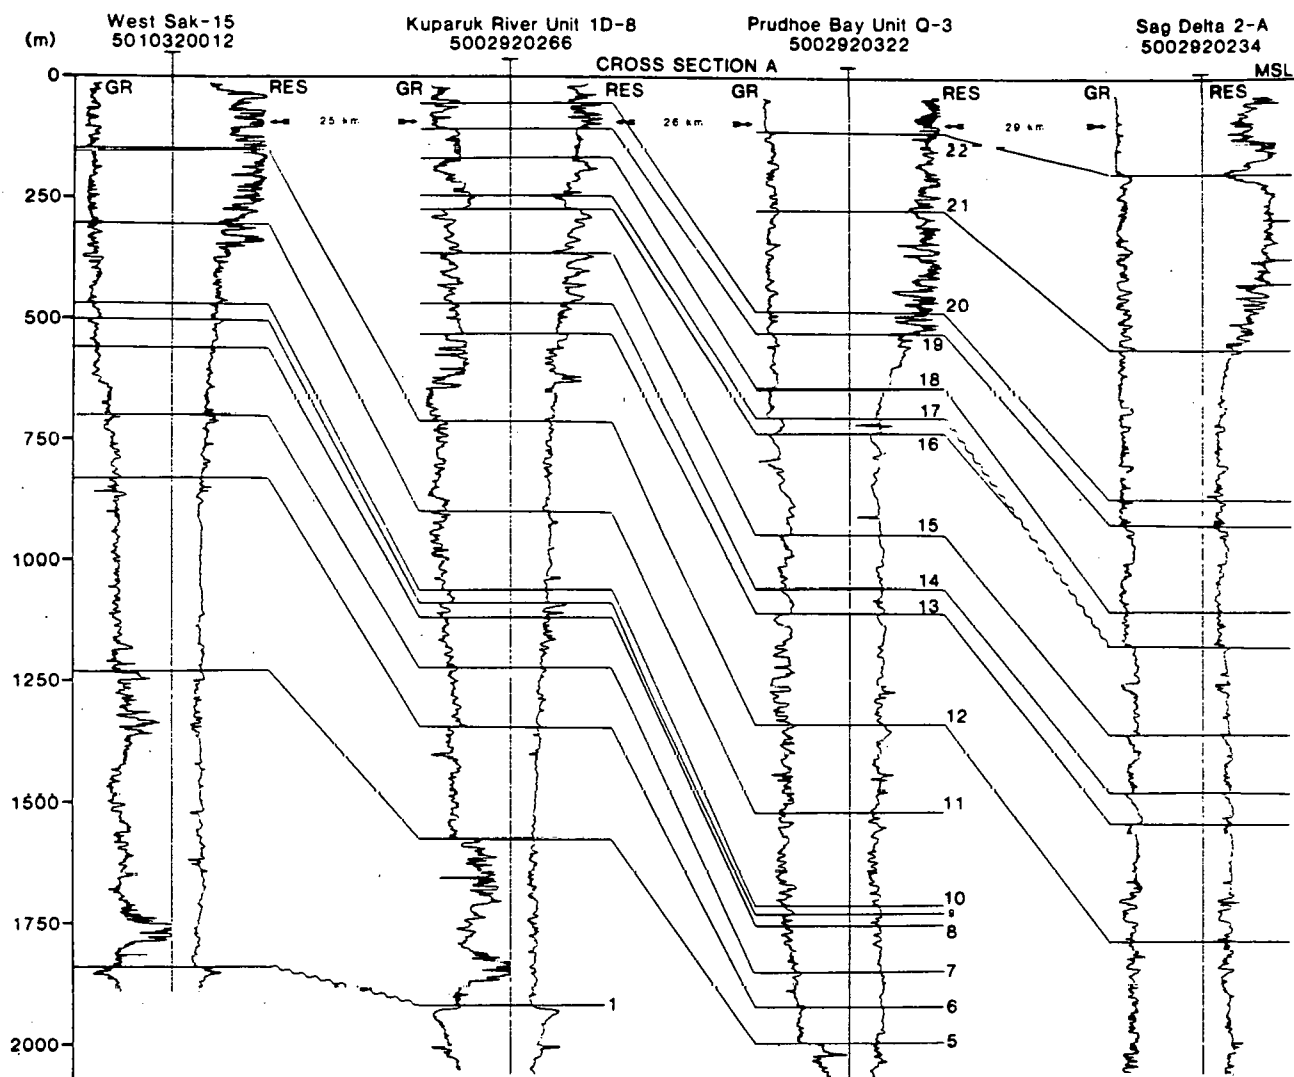 West Sak-15
5010320012
Kuparuk River Unit 1D-8
5002920266
Prudhoe Bay Unit Q-3
5002920322
Sag Delta 2-A
5002920234
(m)
CROSS SECTION A
MSL
GR
RES
GR
RES
GR
RES
GR
RES
25 km
26 km
29 km
0
250
500
750
1000
1250
1500
1750
2000
22
21
20
19
18
17
16
15
14
13
12
11
10
9
8
7
6
5
1